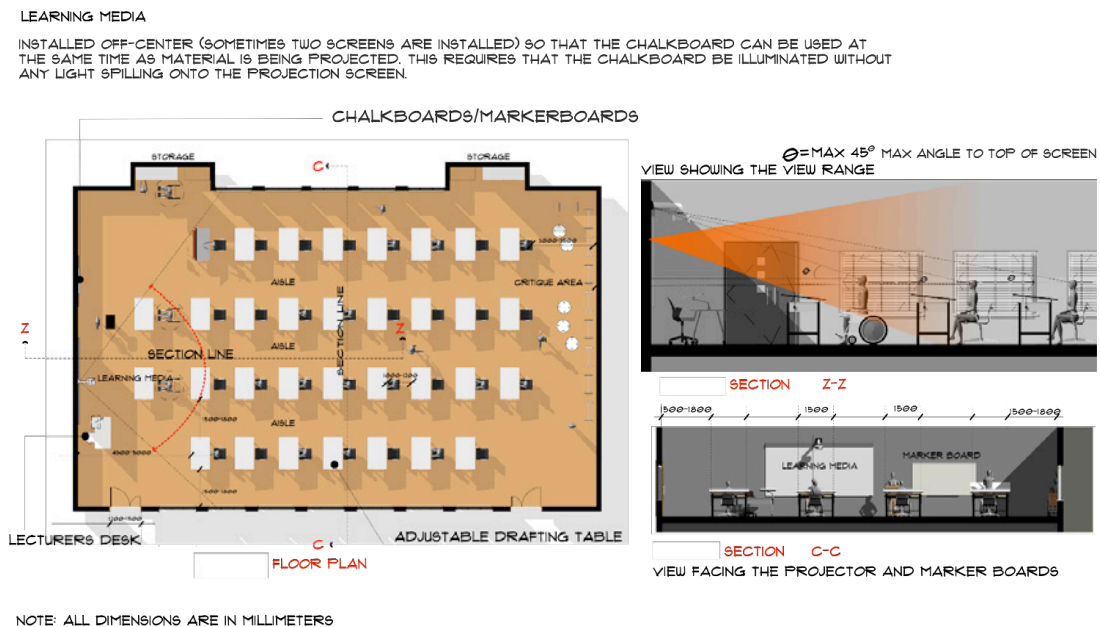 LEARNING MEDIA
INSTALLED OFF-CENTER (SOMETIMES TWO SCREENS ARE INSTALLED) SO THAT THE CHALKBOARD CAN BE USED AT
THE SAME TIME AS MATERIAL IS BEING PROJECTED. THIS REQUIRES THAT THE CHALKBOARD BE ILLUMINATED WITHOUT
ANY LIGHT SPILLING ONTO THE PROJECTION SCREEN.
CHALKBOARDS/MARKERBOARDS
STORAGE
STORAGE
C
AISLE
CRITIQUE AREA
SECTION LINE
Z
Z
AISLE
SECTION LINE
LEARNING MEDIA
AISLE
LECTURERS DESK
C
ADJUSTABLE DRAFTING TABLE
FLOOR PLAN
Ø=MAX 45° MAX ANGLE TO TOP OF SCREEN
VIEW SHOWING THE VIEW RANGE
SECTION Z-Z
1500-1800
1500
1500
1500-1800
LEARNING MEDIA
MARKER BOARD
SECTION C-C
VIEW FACING THE PROJECTOR AND MARKER BOARDS
NOTE: ALL DIMENSIONS ARE IN MILLIMETERS